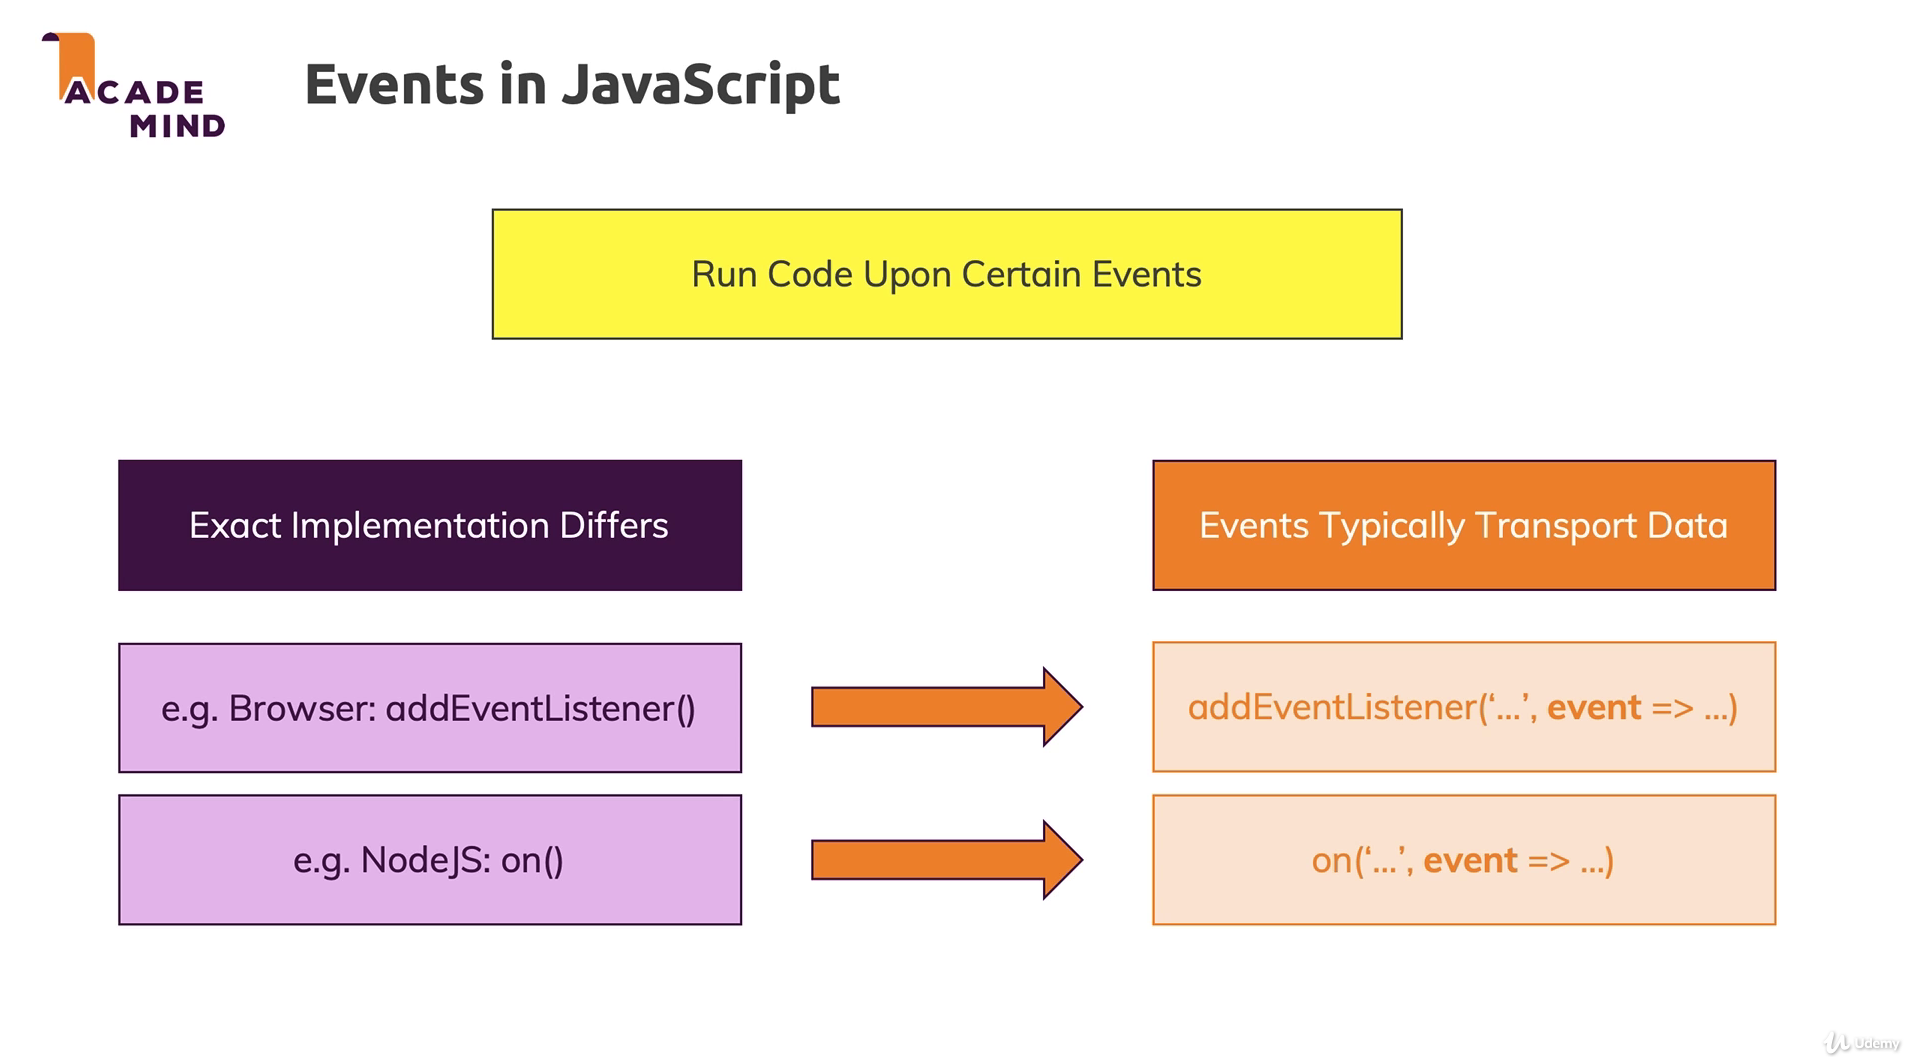 ACADE
MIND
Events in JavaScript
Run Code Upon Certain Events
Exact Implementation Differs
Events Typically Transport Data
e.g. Browser: addEventListener()
addEventListener(‘...’, event => ...)
e.g. NodeJS: on()
on(‘...’, event => ...)
Udemy